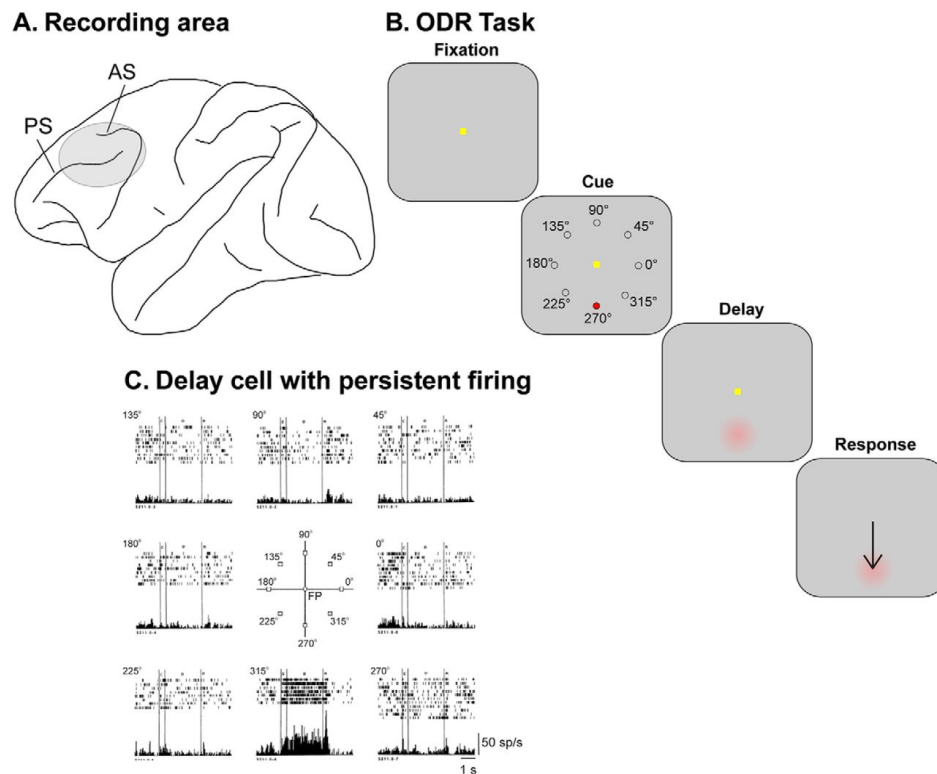 A. Recording area
AS
PS
B. ODR Task
Fixation
Cue
90°
135°
45°
180°
0°
225°
315°
270°
Delay
Response
C. Delay cell with persistent firing
135°
90°
45°
180°
90°
135°
45°
180°
0°
FP
225°
315°
270°
0°
225°
315°
270°
50 sp/s
1 s